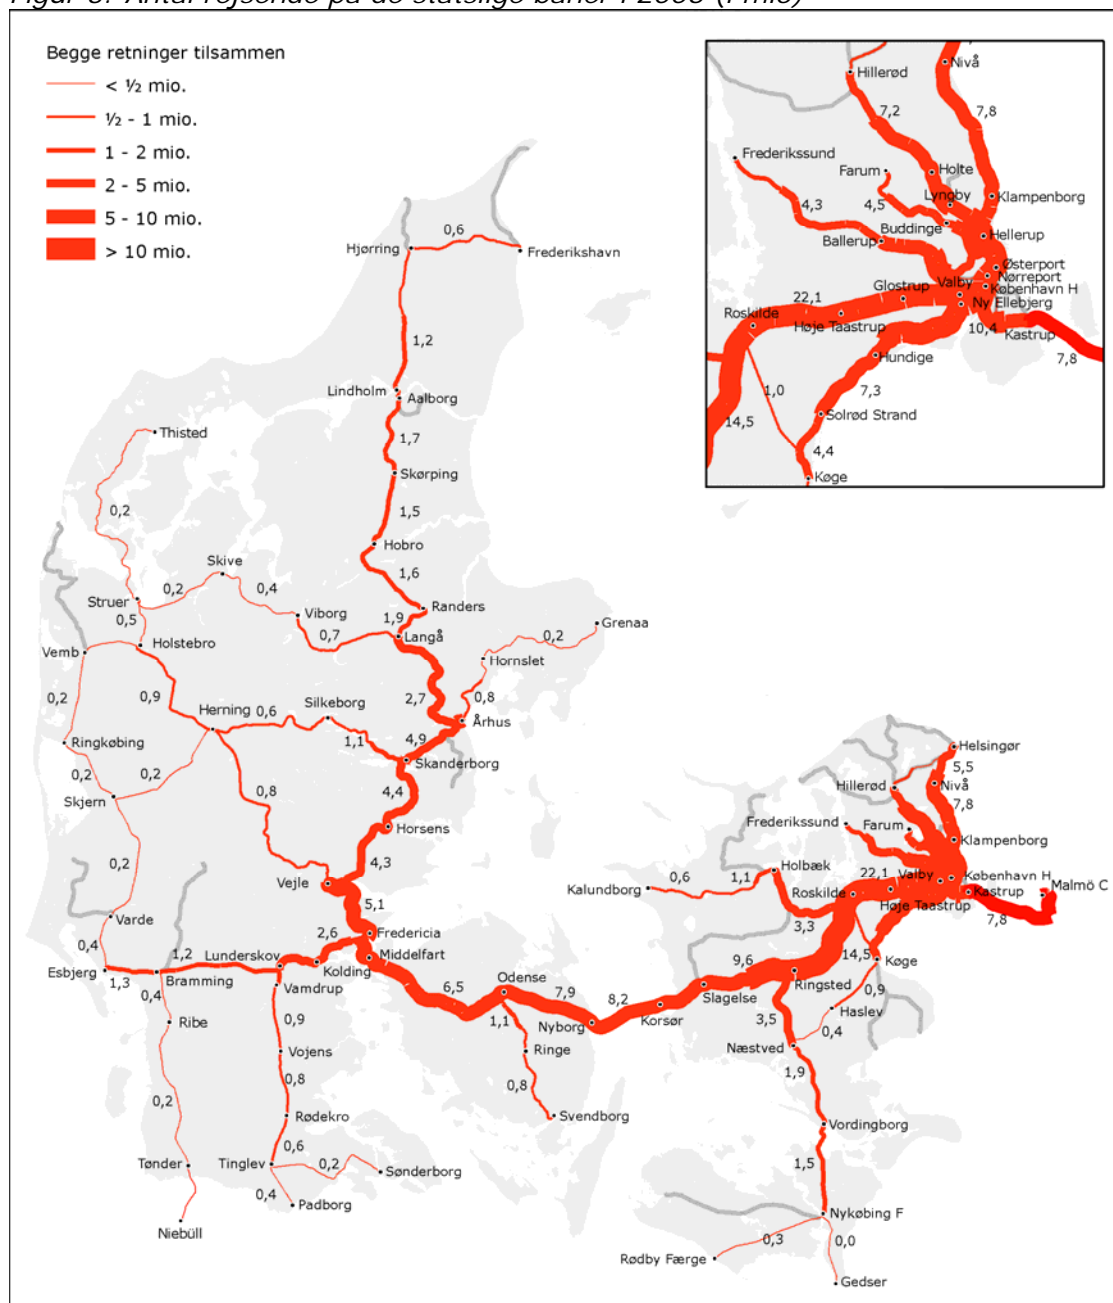 Begge retninger tilsammen
< ½ mio.
½ - 1 mio.
1 - 2 mio.
2 - 5 mio.
5 - 10 mio.
> 10 mio.
Hillerød
Nivå
7,2
7,8
Frederikssund
Farum
Holte
4,3
4,5
Lyngby
Klampenborg
Buddinge
Ballerup
Hellerup
Østerport
Nørreport
København H
Valby
Glostrup
Ny Ellebjerg
22,1
Roskilde
Høje Taastrup
10,4
Kastrup
7,8
Hundige
1,0
7,3
14,5
Solrød Strand
4,4
Køge
0,6
Hjørring
Frederikshavn
1,2
Lindholm
Aalborg
1,7
Thisted
Skørping
0,2
1,5
Hobro
Skive
0,2
0,4
1,6
Struer
Viborg
Randers
0,5
1,9
Grenaa
Holstebro
0,7
Langå
0,2
Vemb
Hornslet
0,9
2,7
0,8
0,2
Silkeborg
Herning
0,6
Århus
1,1
4,9
Ringkøbing
Skanderborg
0,2
0,2
0,8
4,4
Skjern
Horsens
0,2
4,3
Vejle
5,1
Varde
Fredericia
0,4
1,2
2,6
Lunderskov
Middelfart
Esbjerg
1,3
Bramming
Kolding
0,4
Vamdrup
6,5
Odense
7,9
8,2
9,6
Ribe
0,9
1,1
Nyborg
Korsør
Slagelse
Ringsted
Vojens
Ringe
0,2
0,8
0,8
Rødekro
Svendborg
0,6
Tønder
Tinglev
0,2
Sønderborg
0,4
Padborg
Niebüll
Helsingør
5,5
Hillerød
Nivå
7,8
Frederikssund
Farum
Klampenborg
Holbæk
Kalundborg
0,6
1,1
Roskilde
22,1
Valby
København H
Høje Taastrup
Kastrup
Malmö C
7,8
3,3
14,5
Køge
0,9
3,5
Haslev
0,4
Næstved
1,9
Vordingborg
1,5
Nykøbing F
0,3
0,0
Rødby Færge
Gedser